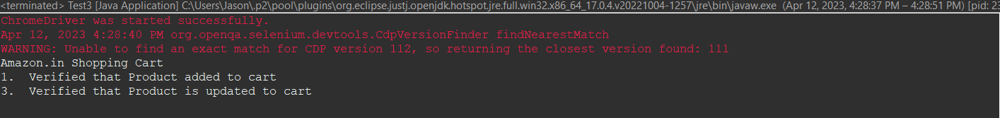 <terminated> Test3 [Java Application] C:\Users\Jason\.p2\pool\plugins\org.eclipse.justj.openjdk.hotspot.jre.full.win32.x86_64_17.0.4.v20221004-1257\jre\bin\javaw.exe (Apr 12, 2023, 4:28:37 PM – 4:28:51 PM) [pid: 23
ChromeDriver was started successfully.
Apr 12, 2023 4:28:40 PM org.openqa.selenium.devtools.CdpVersionFinder findNearestMatch
WARNING: Unable to find an exact match for CDP version 112, so returning the closest version found: 111
Amazon.in Shopping Cart
1.  Verified that Product added to cart
3.  Verified that Product is updated to cart